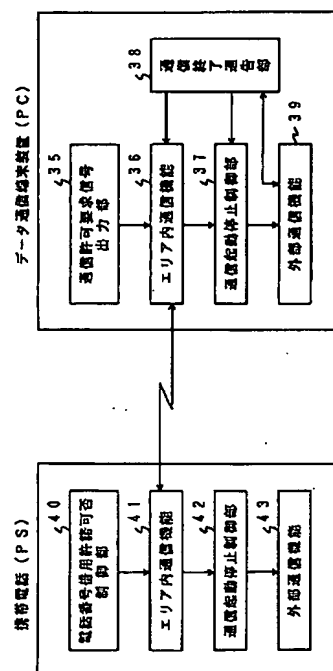 データ通信端末装置 (PC)
35
通信許可要求信号
出力部
36
エリア内通信機能
37
通信起動停止制御部
38
通信終了通告部
39
外部通信機能
携帯電話 (PS)
40
電話番号借用許諾可否
制御部
41
エリア内通信機能
42
通信起動停止制御部
43
外部通信機能